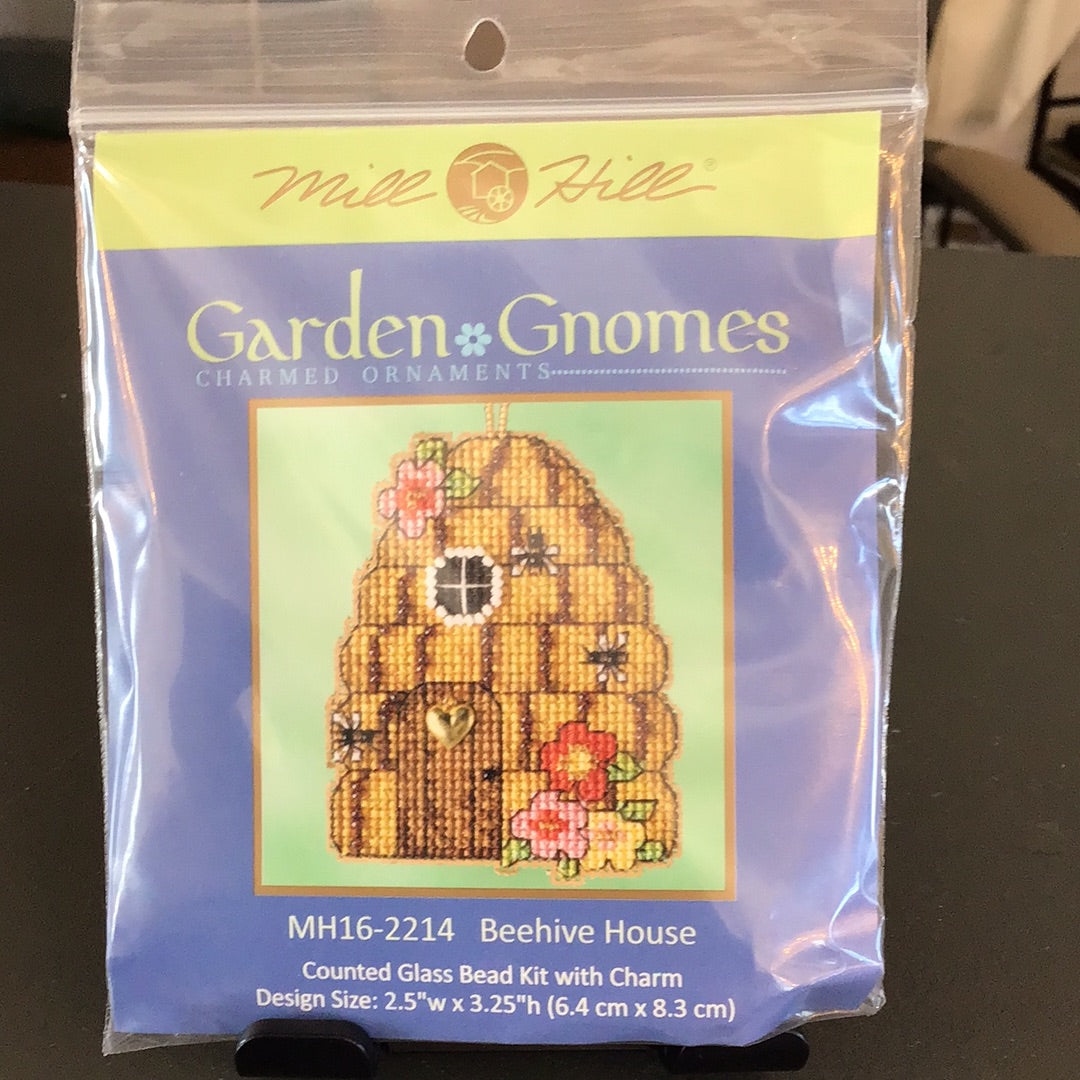 Mill Hill®
Garden Gnomes
CHARMED ORNAMENTS
MH16-2214 Beehive House
Counted Glass Bead Kit with Charm
Design Size: 2.5"w x 3.25"h (6.4 cm x 8.3 cm)